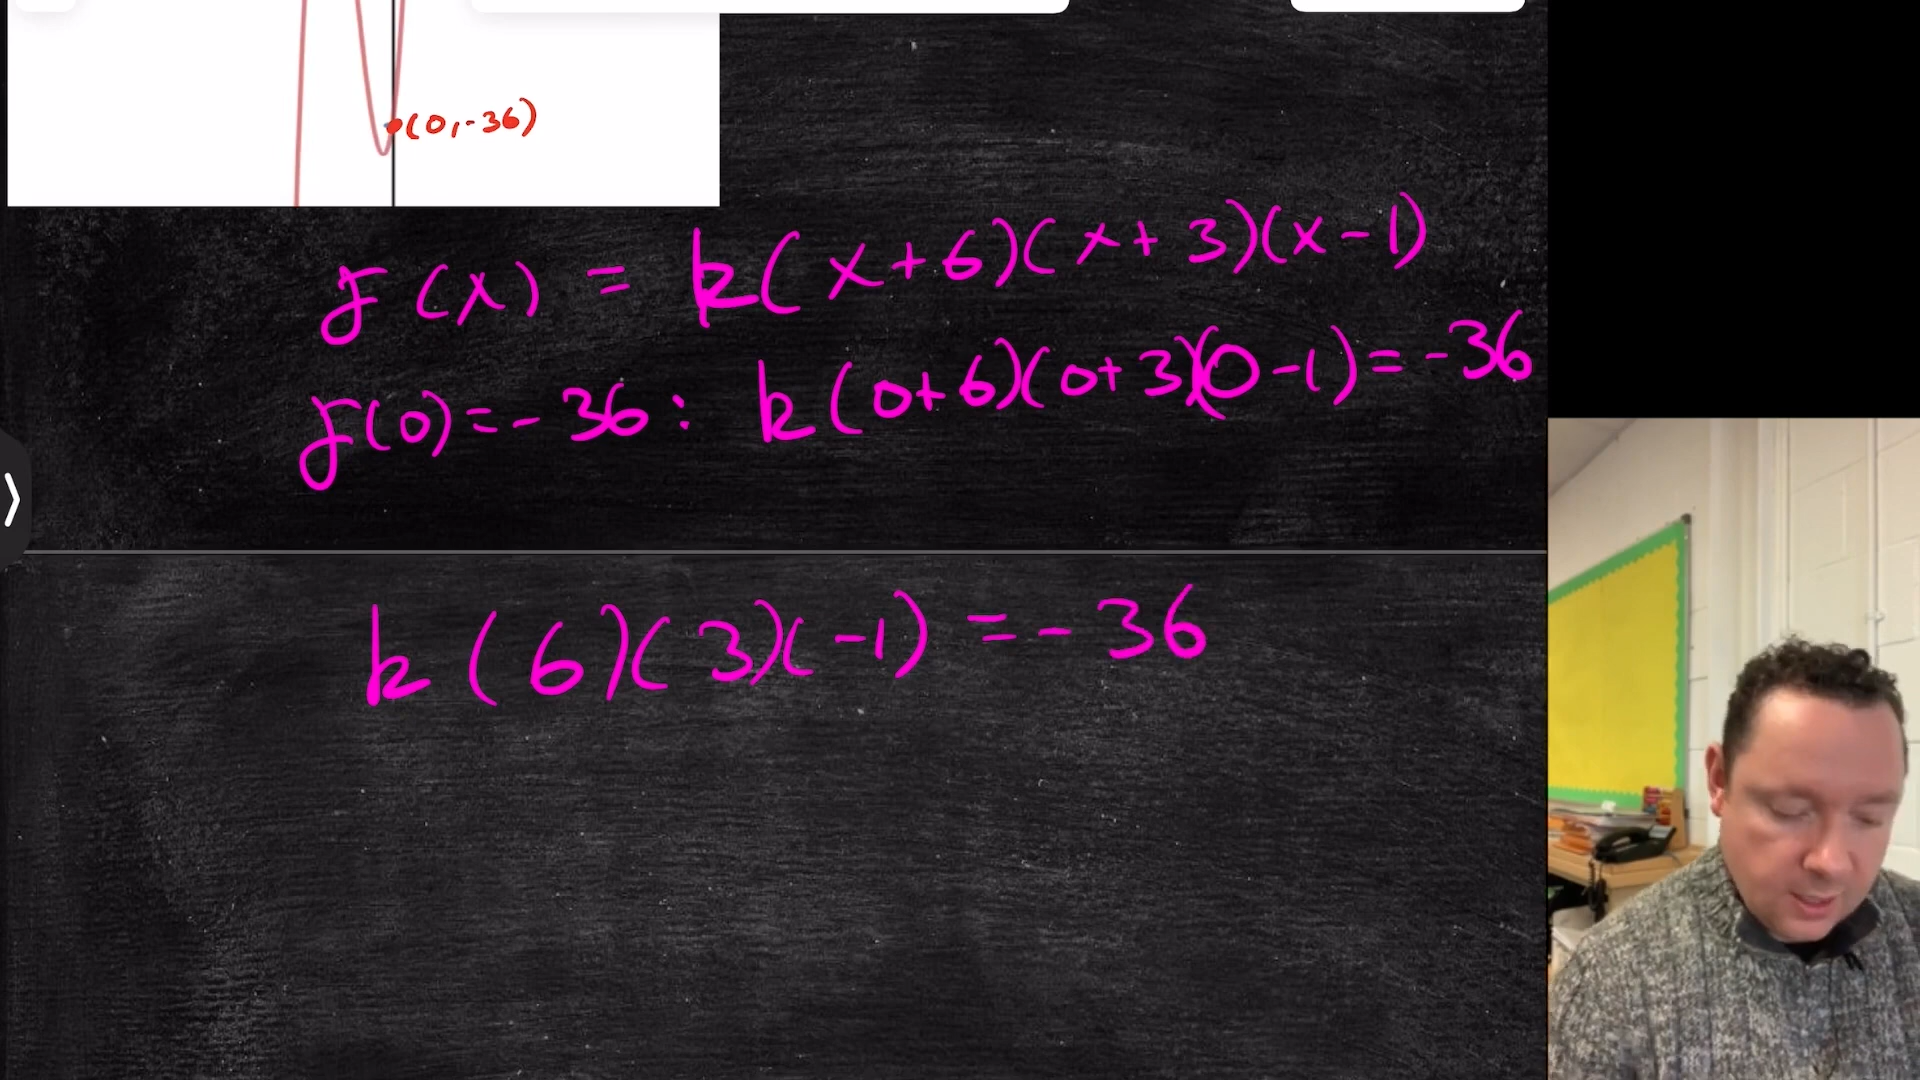 (0,-36)
f(x) = k(x+6)(x+3)(x-1)
f(0)=-36: k(0+6)(0+3)(0-1)=-36
k(6)(3)(-1)=-36